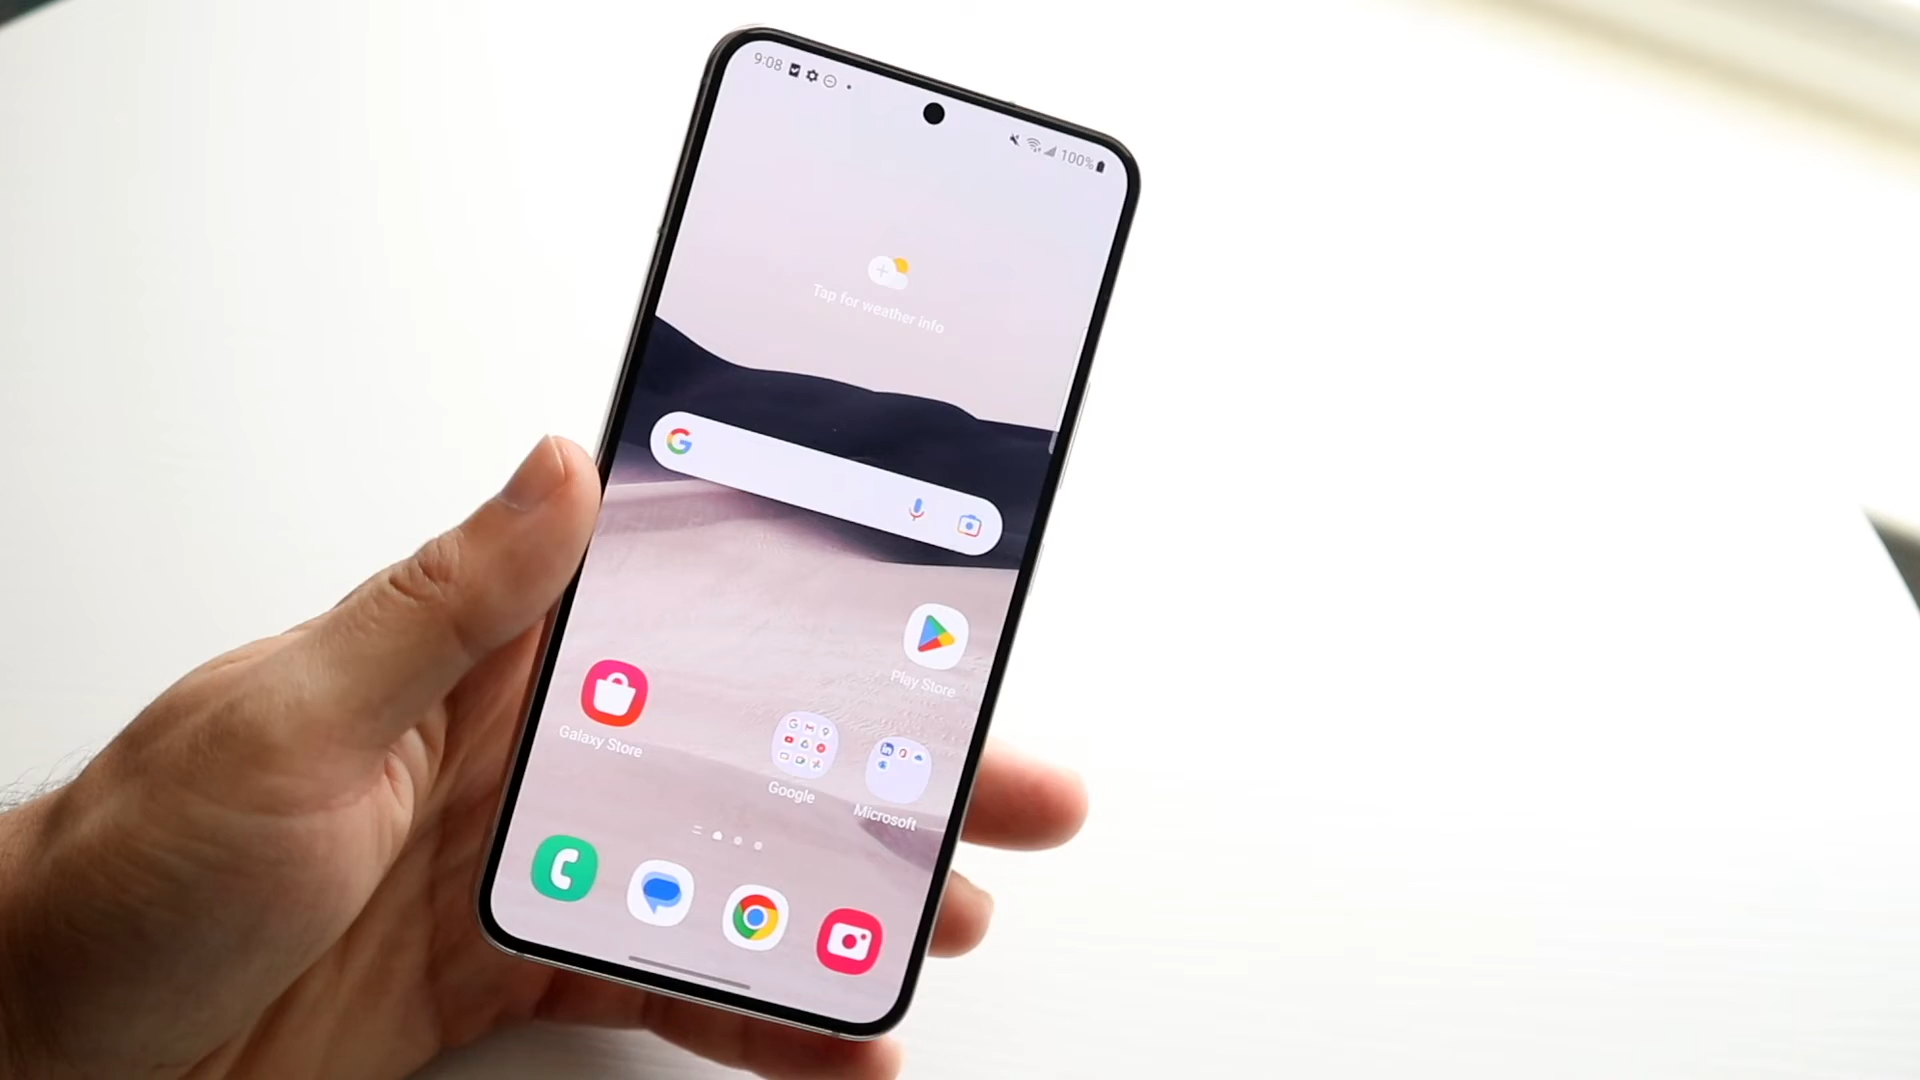 9:08
100%
Tap for weather info
Play Store
Galaxy Store
Google
Microsoft